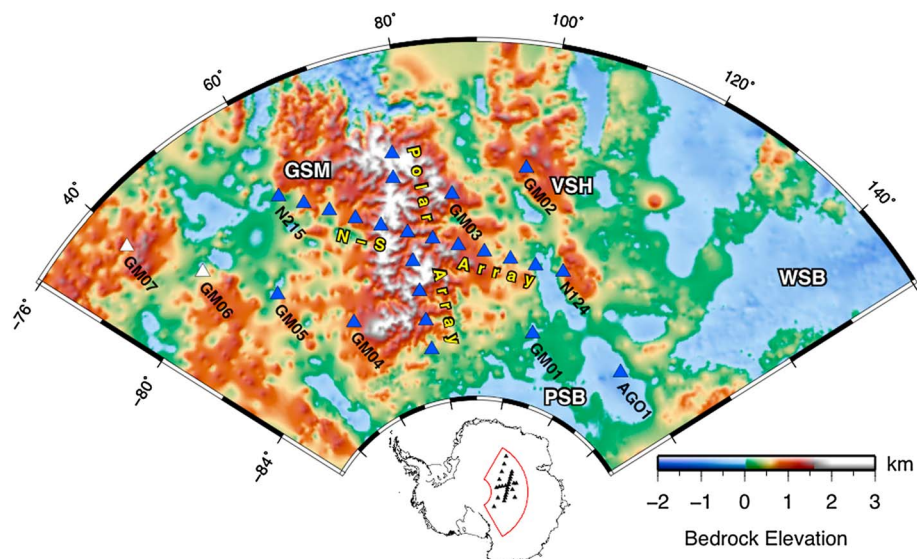 80
100
60
120
40
140
GSM
Polar
Array
VSH
GM02
GM03
N215
N-S
Array
N124
GM07
GM06
GM05
GM04
GM01
AGO1
WSB
PSB
−76
−80
−84
km
−2 −1 0 1 2 3
Bedrock Elevation